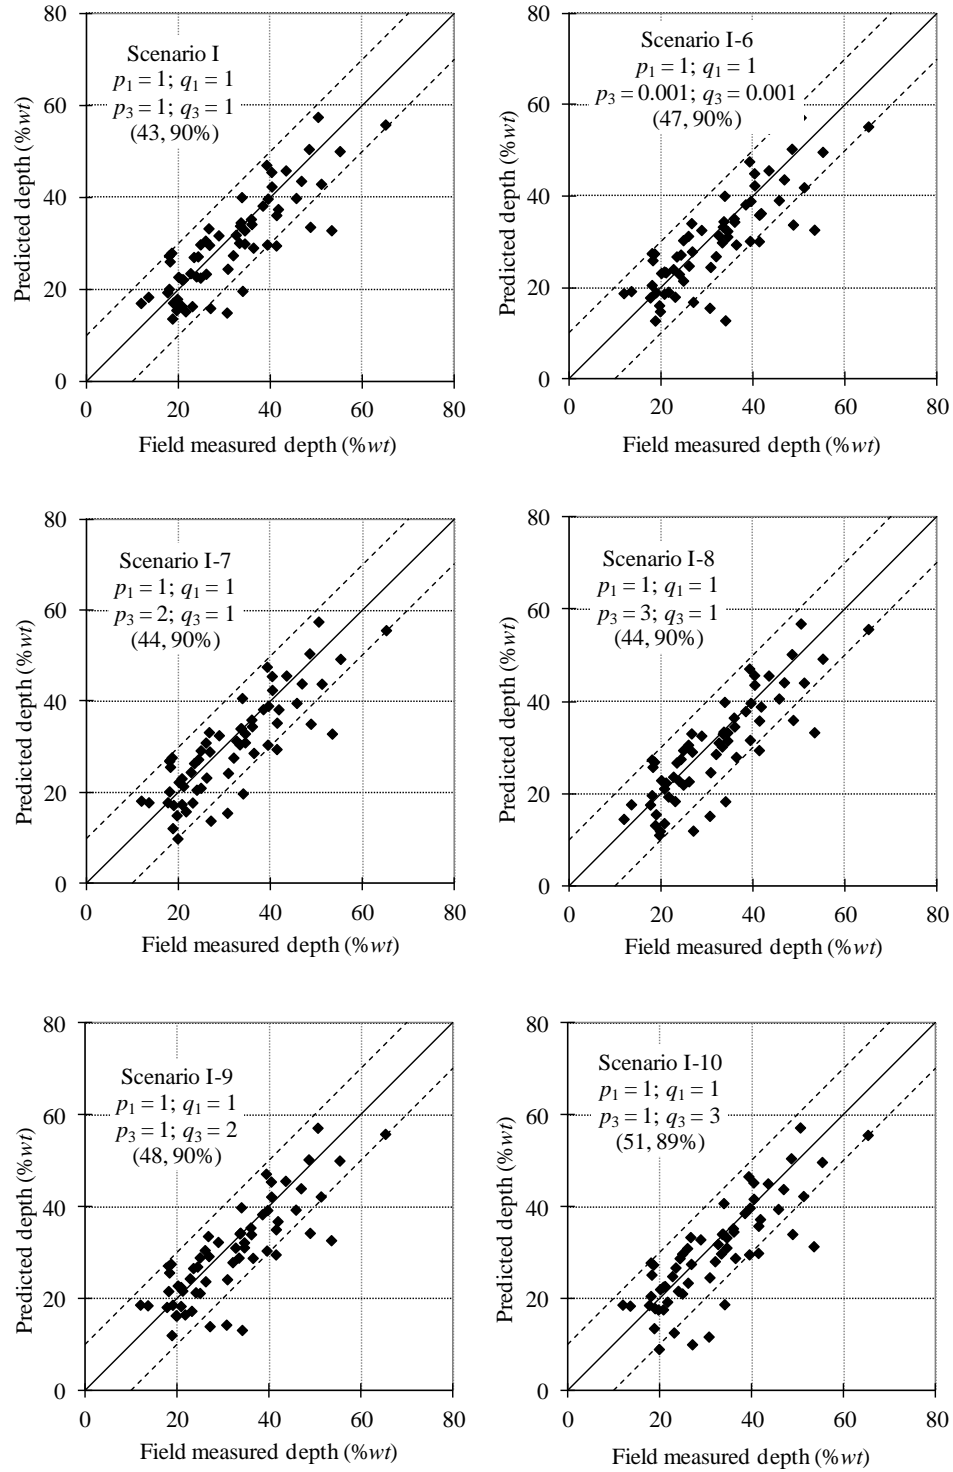 80
60
40
20
0
Predicted depth (%wt)
Scenario I
p1 = 1; q1 = 1
p3 = 1; q3 = 1
(43, 90%)
0 20 40 60 80
Field measured depth (%wt)
80
60
40
20
0
Predicted depth (%wt)
Scenario I-6
p1 = 1; q1 = 1
p3 = 0.001; q3 = 0.001
(47, 90%)
0 20 40 60 80
Field measured depth (%wt)
80
60
40
20
0
Predicted depth (%wt)
Scenario I-7
p1 = 1; q1 = 1
p3 = 2; q3 = 1
(44, 90%)
0 20 40 60 80
Field measured depth (%wt)
80
60
40
20
0
Predicted depth (%wt)
Scenario I-8
p1 = 1; q1 = 1
p3 = 3; q3 = 1
(44, 90%)
0 20 40 60 80
Field measured depth (%wt)
80
60
40
20
0
Predicted depth (%wt)
Scenario I-9
p1 = 1; q1 = 1
p3 = 1; q3 = 2
(48, 90%)
0 20 40 60 80
Field measured depth (%wt)
80
60
40
20
0
Predicted depth (%wt)
Scenario I-10
p1 = 1; q1 = 1
p3 = 1; q3 = 3
(51, 89%)
0 20 40 60 80
Field measured depth (%wt)